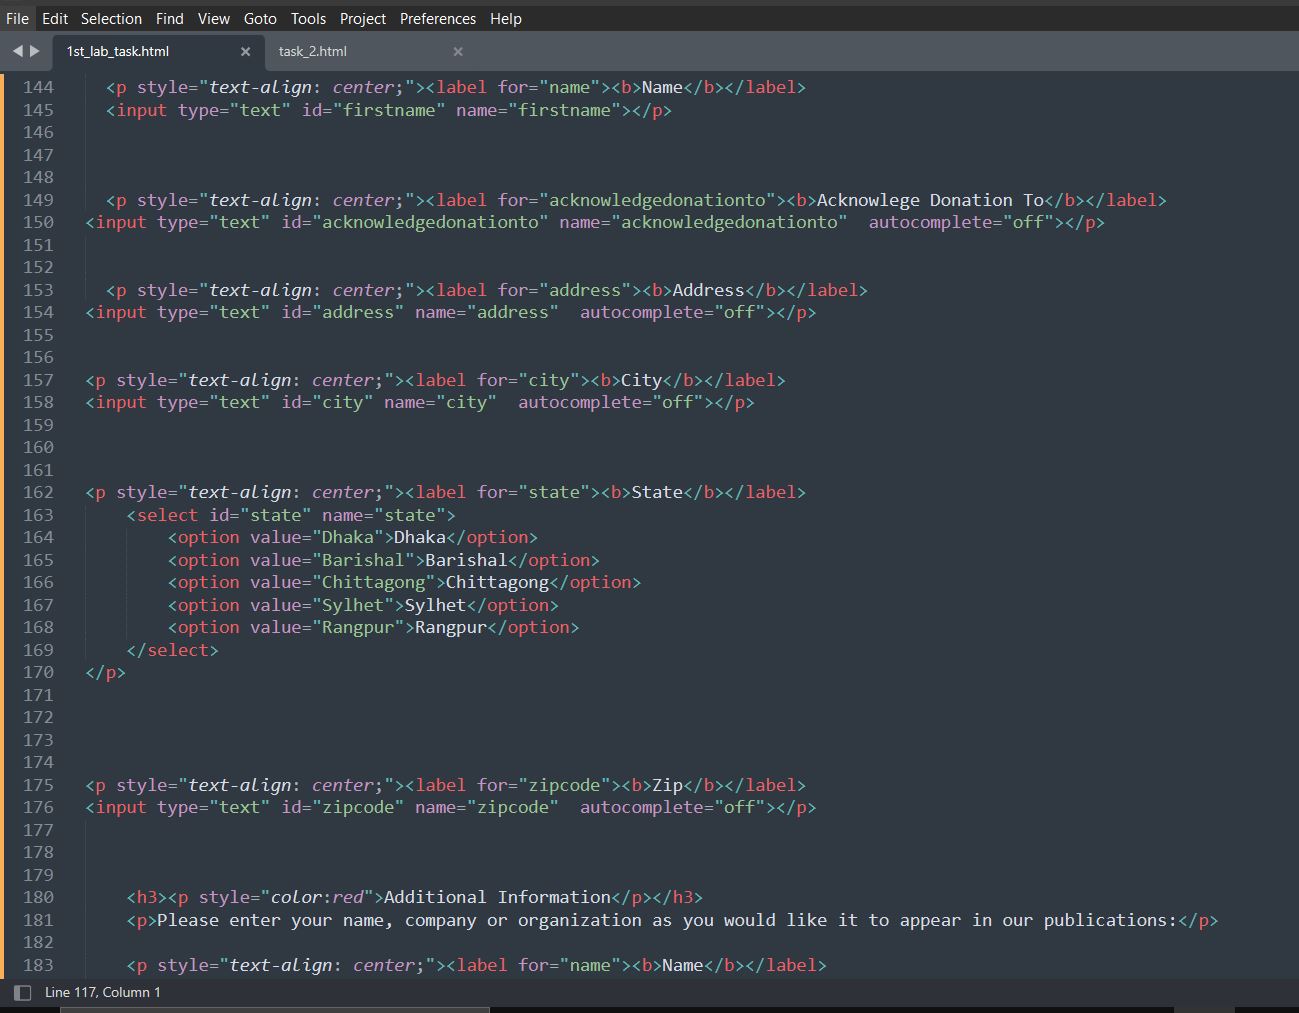 File Edit Selection Find View Goto Tools Project Preferences Help
1st_lab_task.html × task_2.html ×
144 <p style="text-align: center;"><label for="name"><b>Name</b></label>
145 <input type="text" id="firstname" name="firstname"></p>
146
147
148
149 <p style="text-align: center;"><label for="acknowledgedonationto"><b>Acknowlege Donation To</b></label>
150 <input type="text" id="acknowledgedonationto" name="acknowledgedonationto"  autocomplete="off"></p>
151
152
153 <p style="text-align: center;"><label for="address"><b>Address</b></label>
154 <input type="text" id="address" name="address"  autocomplete="off"></p>
155
156
157 <p style="text-align: center;"><label for="city"><b>City</b></label>
158 <input type="text" id="city" name="city"  autocomplete="off"></p>
159
160
161
162 <p style="text-align: center;"><label for="state"><b>State</b></label>
163 <select id="state" name="state">
164 <option value="Dhaka">Dhaka</option>
165 <option value="Barishal">Barishal</option>
166 <option value="Chittagong">Chittagong</option>
167 <option value="Sylhet">Sylhet</option>
168 <option value="Rangpur">Rangpur</option>
169 </select>
170 </p>
171
172
173
174
175 <p style="text-align: center;"><label for="zipcode"><b>Zip</b></label>
176 <input type="text" id="zipcode" name="zipcode"  autocomplete="off"></p>
177
178
179
180 <h3><p style="color:red">Additional Information</p></h3>
181 <p>Please enter your name, company or organization as you would like it to appear in our publications:</p>
182
183 <p style="text-align: center;"><label for="name"><b>Name</b></label>
Line 117, Column 1